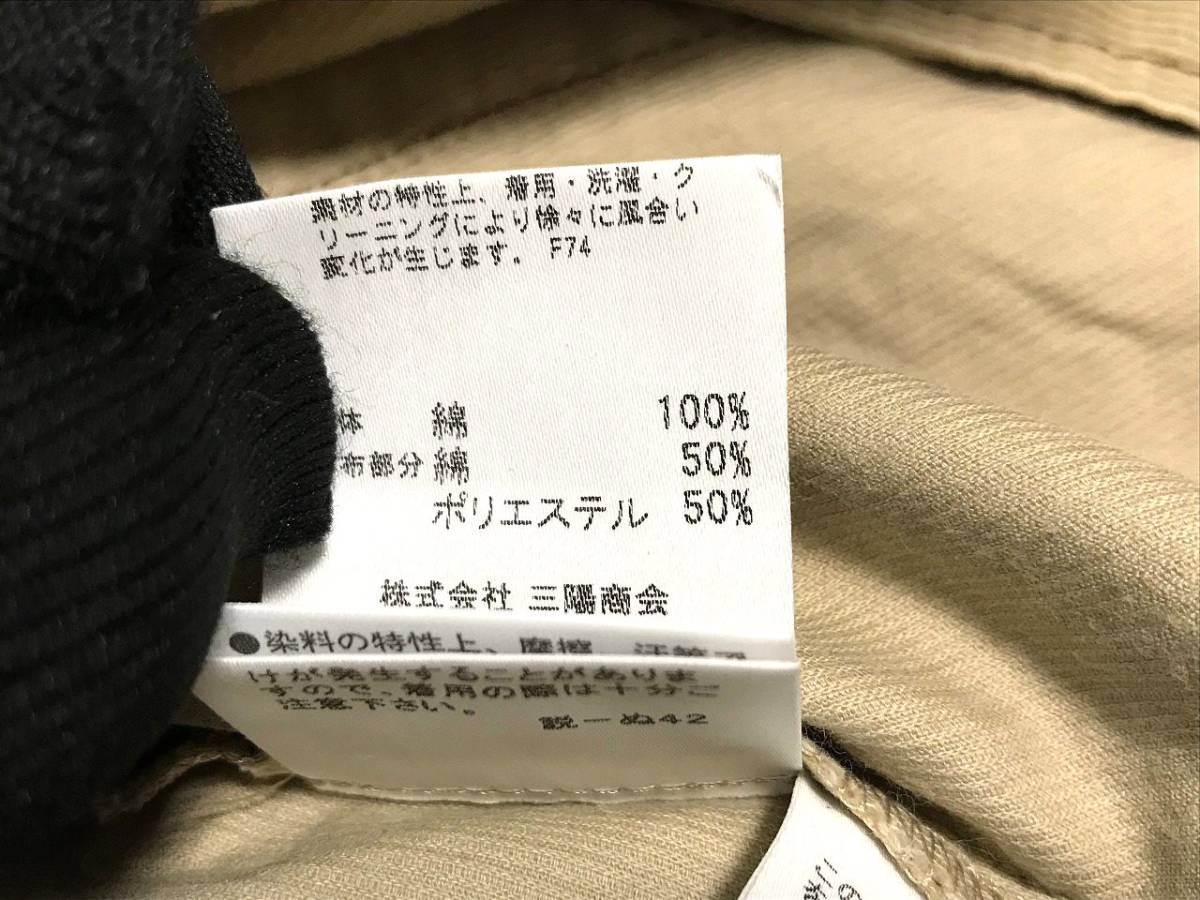 素材の特性上、着用・洗濯・ク
リーニングにより徐々に風合い
変化が生じます。 F74
体 綿 100%
布部分 綿 50%
ポリエステル 50%
株式会社 三陽商会
●染料の特性上、摩擦、汗
けが発生することがありま
すので、着用の際は十分ご
注意下さい。
説－ぬ42